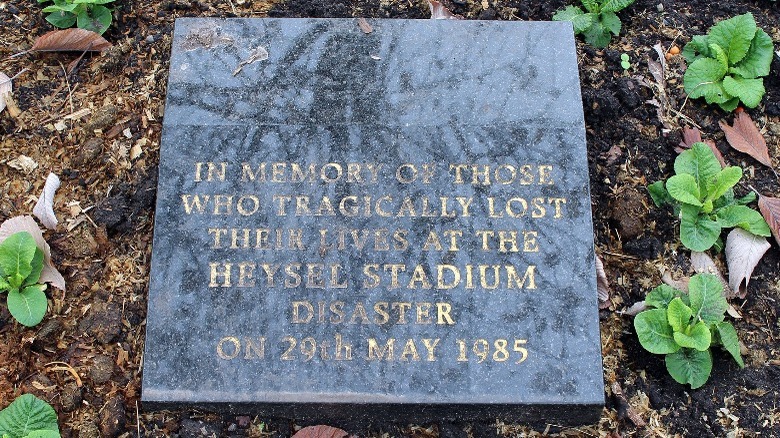 IN MEMORY OF THOSE
WHO TRAGICALLY LOST
THEIR LIVES AT THE
HEYSEL STADIUM
DISASTER
ON 29th MAY 1985